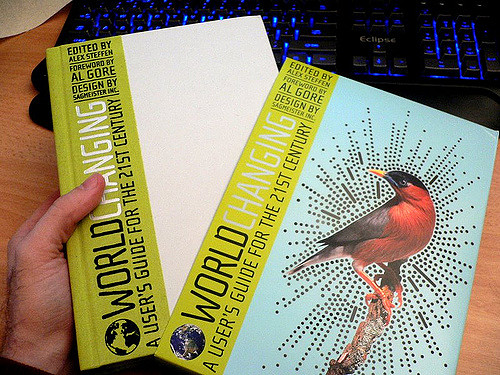 Eclipse
EDITED BY
ALEX STEFFEN
FOREWORD BY
AL GORE
DESIGN BY
SAGMEISTER INC.
WORLDCHANGING
A USER'S GUIDE FOR THE 21ST CENTURY
EDITED BY
ALEX STEFFEN
FOREWORD BY
AL GORE
DESIGN BY
SAGMEISTER INC.
WORLDCHANGING
A USER'S GUIDE FOR THE 21ST CENTURY